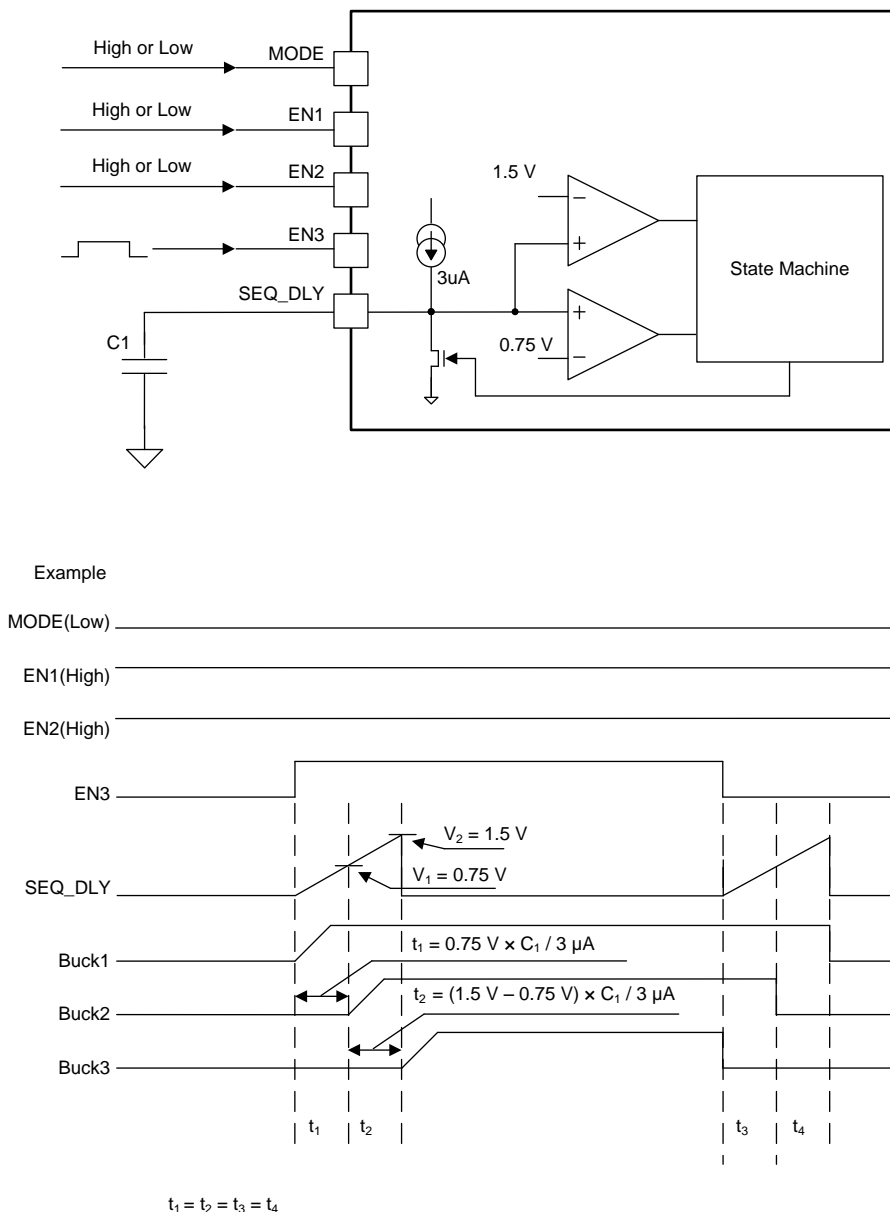 High or Low
MODE
High or Low
EN1
High or Low
EN2
EN3
SEQ_DLY
C1
3uA
1.5 V
−
+
+
−
0.75 V
State Machine
Example
MODE(Low)
EN1(High)
EN2(High)
EN3
V₂ = 1.5 V
V₁ = 0.75 V
SEQ_DLY
t₁ = 0.75 V × C₁ / 3 µA
Buck1
t₂ = (1.5 V – 0.75 V) × C₁ / 3 µA
Buck2
Buck3
t₁ t₂ t₃ t₄
t₁ = t₂ = t₃ = t₄